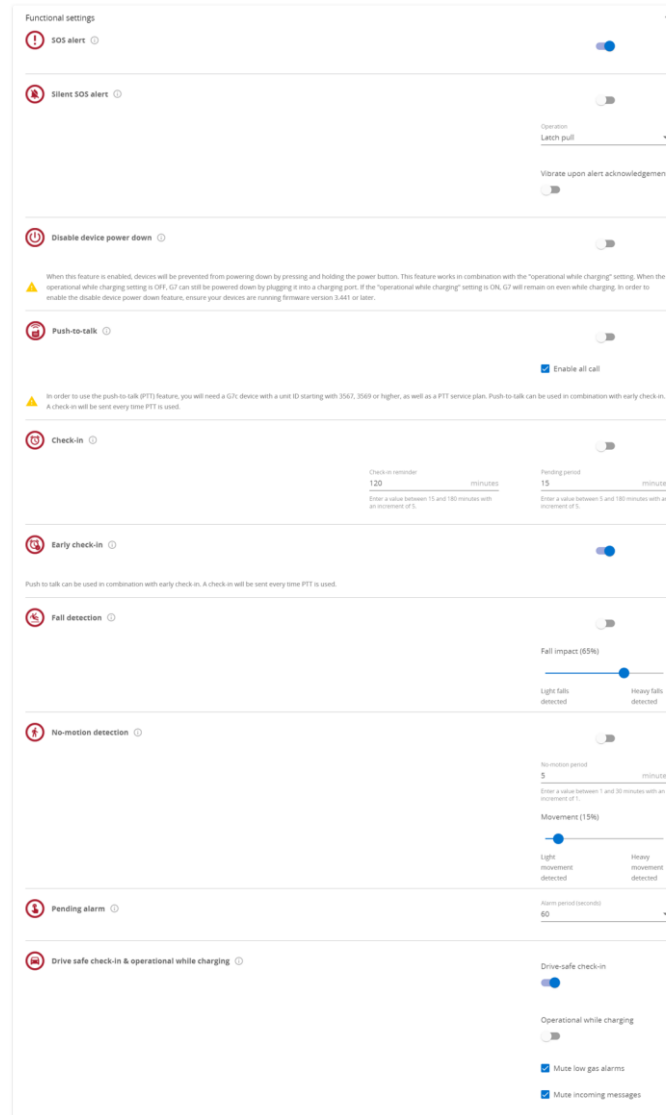 Functional settings
SOS alert
Silent SOS alert
Operation
Latch pull
Vibrate upon alert acknowledgemen
Disable device power down
When this feature is enabled, devices will be prevented from powering down by pressing and holding the power button. This feature works in combination with the "operational while charging" setting. When the
operational while charging setting is OFF, G7 can still be powered down by plugging it into a charging port. If the "operational while charging" setting is ON, G7 will remain on even while charging. In order to
enable the disable device power down feature, ensure your devices are running firmware version 3.441 or later.
Push-to-talk
Enable all call
In order to use the push-to-talk (PTT) feature, you will need a G7c device with a unit ID starting with 3567, 3569 or higher, as well as a PTT service plan. Push-to-talk can be used in combination with early check-in.
A check-in will be sent every time PTT is used.
Check-in
Check-in reminder
120 minutes
Enter a value between 15 and 180 minutes with
an increment of 5.
Pending period
15 minute
Enter a value between 5 and 180 minutes with a
increment of 5.
Early check-in
Push to talk can be used in combination with early check-in. A check-in will be sent every time PTT is used.
Fall detection
Fall impact (65%)
Light falls
detected
Heavy falls
detected
No-motion detection
No-motion period
5 minute
Enter a value between 1 and 30 minutes with an
increment of 1.
Movement (15%)
Light
movement
detected
Heavy
movement
detected
Pending alarm
Alarm period (seconds)
60
Drive safe check-in & operational while charging
Drive-safe check-in
Operational while charging
Mute low gas alarms
Mute incoming messages